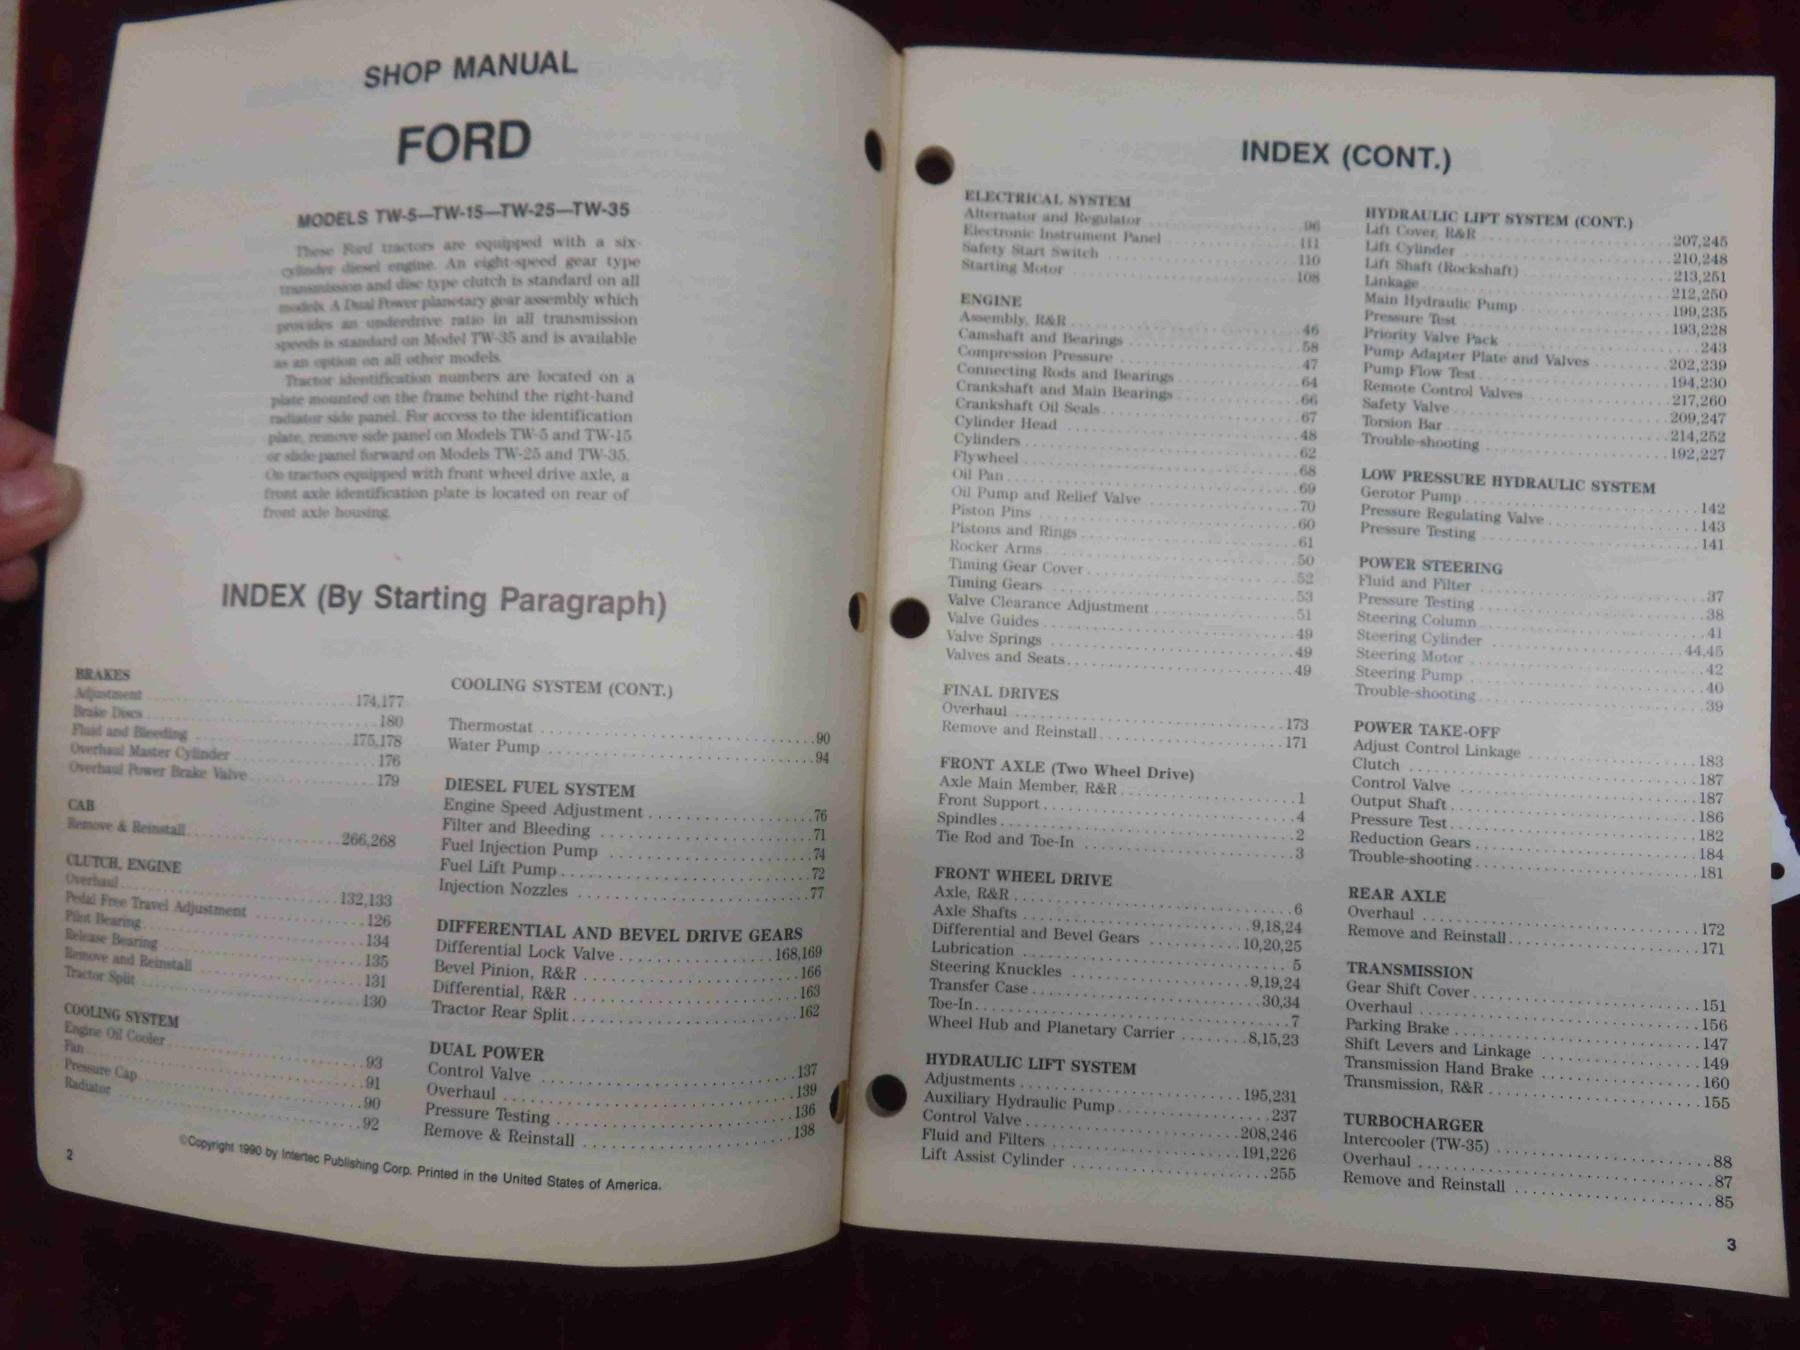 SHOP MANUAL
FORD
MODELS TW-5—TW-15—TW-25—TW-35
These Ford tractors are equipped with a six-
cylinder diesel engine. An eight-speed gear type
transmission and disc type clutch is standard on all
models. A Dual Power planetary gear assembly which
provides an underdrive ratio in all transmission
speeds is standard on Model TW-35 and is available
as an option on all other models.
Tractor identification numbers are located on a
plate mounted on the frame behind the right-hand
radiator side panel. For access to the identification
plate, remove side panel on Models TW-5 and TW-15
or slide panel forward on Models TW-25 and TW-35.
On tractors equipped with front wheel drive axle, a
front axle identification plate is located on rear of
front axle housing.
INDEX (By Starting Paragraph)
BRAKES
Adjustment 174,177
Brake Discs 180
Fluid and Bleeding 175,178
Overhaul Master Cylinder 176
Overhaul Power Brake Valve 179
CAB
Remove & Reinstall 266,268
CLUTCH, ENGINE
Overhaul 132,133
Pedal Free Travel Adjustment 126
Pilot Bearing 134
Release Bearing 135
Remove and Reinstall 131
Tractor Split 130
COOLING SYSTEM
Engine Oil Cooler 93
Fan 91
Pressure Cap 90
Radiator 92
COOLING SYSTEM (CONT.)
Thermostat 90
Water Pump 94
DIESEL FUEL SYSTEM
Engine Speed Adjustment 76
Filter and Bleeding 71
Fuel Injection Pump 74
Fuel Lift Pump 72
Injection Nozzles 77
DIFFERENTIAL AND BEVEL DRIVE GEARS
Differential Lock Valve 168,169
Bevel Pinion, R&R 166
Differential, R&R 163
Tractor Rear Split 162
DUAL POWER
Control Valve 137
Overhaul 139
Pressure Testing 136
Remove & Reinstall 138
©Copyright 1990 by Intertec Publishing Corp. Printed in the United States of America.
2
INDEX (CONT.)
ELECTRICAL SYSTEM
Alternator and Regulator 96
Electronic Instrument Panel 111
Safety Start Switch 110
Starting Motor 108
ENGINE
Assembly, R&R 46
Camshaft and Bearings 58
Compression Pressure 47
Connecting Rods and Bearings 64
Crankshaft and Main Bearings 66
Crankshaft Oil Seals 67
Cylinder Head 48
Cylinders 62
Flywheel 68
Oil Pan 69
Oil Pump and Relief Valve 70
Piston Pins 60
Pistons and Rings 61
Rocker Arms 50
Timing Gear Cover 52
Timing Gears 53
Valve Clearance Adjustment 51
Valve Guides 49
Valve Springs 49
Valves and Seats 49
FINAL DRIVES
Overhaul 173
Remove and Reinstall 171
FRONT AXLE (Two Wheel Drive)
Axle Main Member, R&R 1
Front Support 4
Spindles 2
Tie Rod and Toe-In 3
FRONT WHEEL DRIVE
Axle, R&R 6
Axle Shafts 9,18,24
Differential and Bevel Gears 10,20,25
Lubrication 5
Steering Knuckles 9,19,24
Transfer Case 30,34
Toe-In 7
Wheel Hub and Planetary Carrier 8,15,23
HYDRAULIC LIFT SYSTEM
Adjustments 195,231
Auxiliary Hydraulic Pump 237
Control Valve 208,246
Fluid and Filters 191,226
Lift Assist Cylinder 255
HYDRAULIC LIFT SYSTEM (CONT.)
Lift Cover, R&R 207,245
Lift Cylinder 210,248
Lift Shaft (Rockshaft) 213,251
Linkage 212,250
Main Hydraulic Pump 199,235
Pressure Test 193,228
Priority Valve Pack 243
Pump Adapter Plate and Valves 202,239
Pump Flow Test 194,230
Remote Control Valves 217,260
Safety Valve 209,247
Torsion Bar 214,252
Trouble-shooting 192,227
LOW PRESSURE HYDRAULIC SYSTEM
Gerotor Pump 142
Pressure Regulating Valve 143
Pressure Testing 141
POWER STEERING
Fluid and Filter 37
Pressure Testing 38
Steering Column 41
Steering Cylinder 44,45
Steering Motor 42
Steering Pump 40
Trouble-shooting 39
POWER TAKE-OFF
Adjust Control Linkage 183
Clutch 187
Control Valve 187
Output Shaft 186
Pressure Test 182
Reduction Gears 184
Trouble-shooting 181
REAR AXLE
Overhaul 172
Remove and Reinstall 171
TRANSMISSION
Gear Shift Cover 151
Overhaul 156
Parking Brake 147
Shift Levers and Linkage 149
Transmission Hand Brake 160
Transmission, R&R 155
TURBOCHARGER
Intercooler (TW-35) 88
Overhaul 87
Remove and Reinstall 85
3